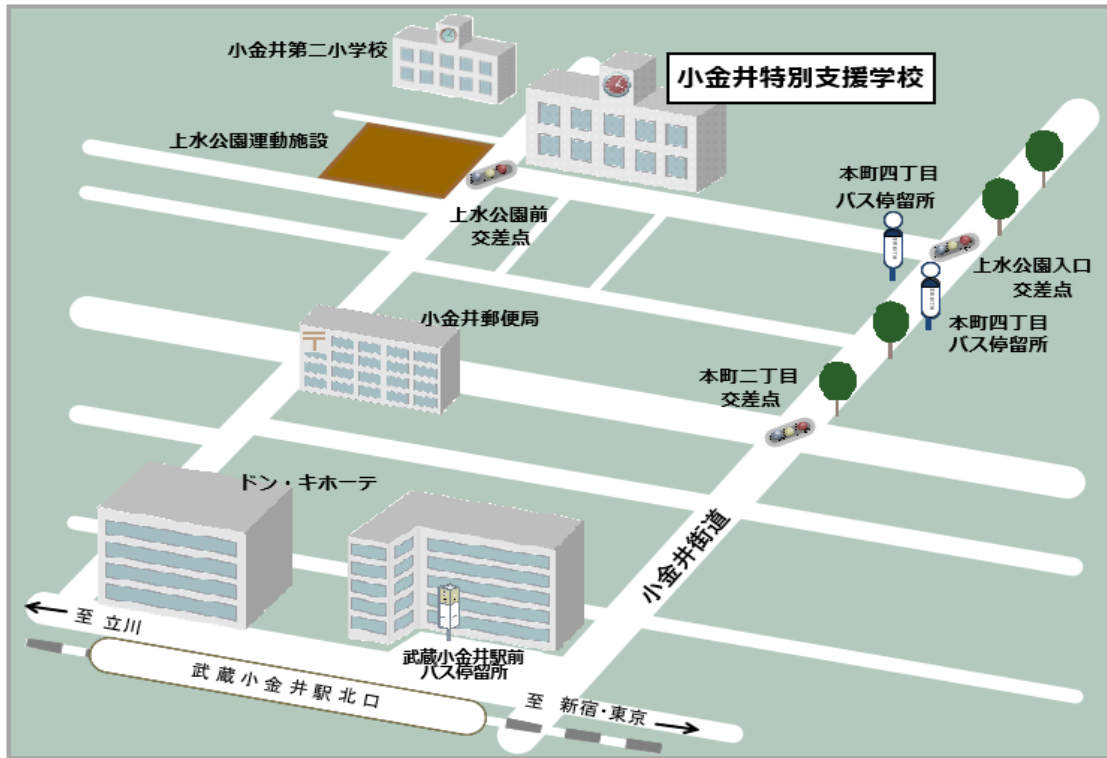 小金井第二小学校
小金井特別支援学校
上水公園運動施設
本町四丁目
バス停留所
上水公園前
交差点
上水公園入口
交差点
小金井郵便局
本町四丁目
バス停留所
本町二丁目
交差点
ドン・キホーテ
小金井街道
至 立川
武蔵小金井駅前
バス停留所
武蔵小金井駅北口
至 新宿・東京